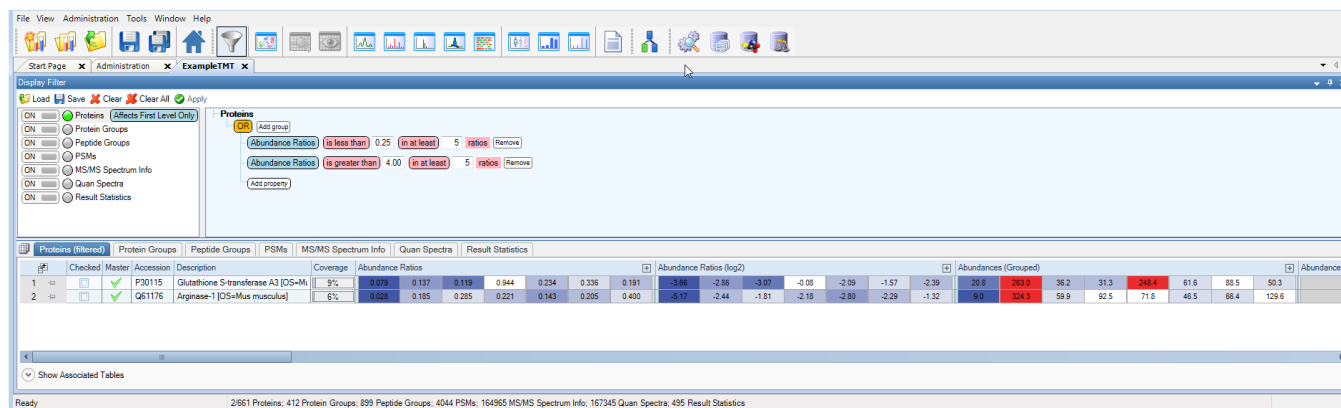 File View Administration Tools Window Help
Start Page Administration ExampleTMT
Display Filter
Load Save Clear Clear All Apply
ON Proteins Affects First Level Only
ON Protein Groups
ON Peptide Groups
ON PSMs
ON MS/MS Spectrum Info
ON Quan Spectra
ON Result Statistics
Proteins
OR Add group
Abundance Ratios is less than 0.25 in at least 5 ratios Remove
Abundance Ratios is greater than 4.00 in at least 5 ratios Remove
Add property
Proteins (filtered) Protein Groups Peptide Groups PSMs MS/MS Spectrum Info Quan Spectra Result Statistics
Checked Master Accession Description Coverage Abundance Ratios Abundance Ratios (log2) Abundances (Grouped) Abundance
1 P30115 Glutathione S-transferase A3 [OS=Mu 9% 0.079 0.137 0.119 0.944 0.234 0.336 0.191 -3.66 -2.86 -3.07 -0.08 -2.09 -1.57 -2.39 20.8 263.0 36.2 31.3 248.4 61.6 88.5 50.3
2 Q61176 Arginase-1 [OS=Mus musculus] 6% 0.028 0.185 0.285 0.221 0.143 0.205 0.400 -5.17 -2.44 -1.81 -2.18 -2.80 -2.29 -1.32 9.0 324.3 59.9 92.5 71.8 46.5 66.4 129.6
Show Associated Tables
Ready 2/661 Proteins; 412 Protein Groups; 899 Peptide Groups; 4044 PSMs; 164965 MS/MS Spectrum Info; 167345 Quan Spectra; 495 Result Statistics